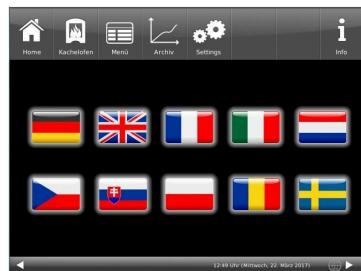 Home Kachelofen Menü Archiv Settings Info
12:49 Uhr (Mittwoch, 22. März 2017)